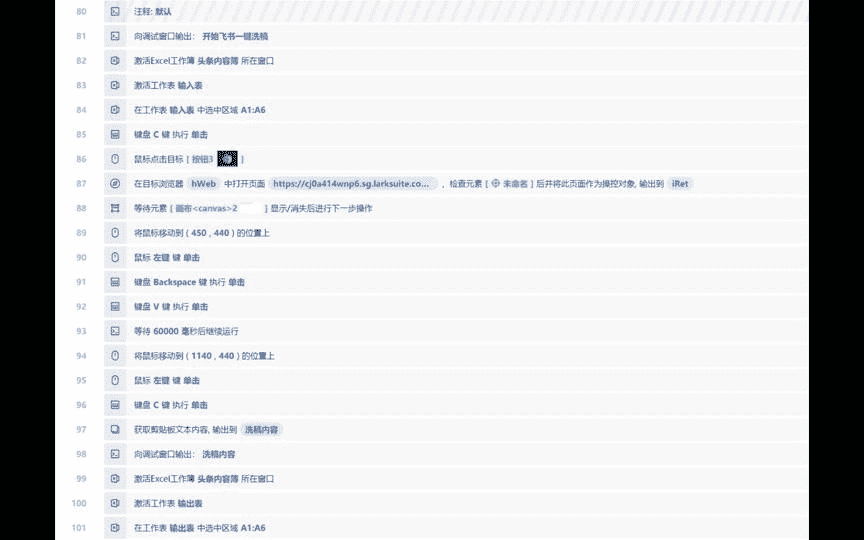 80 注释: 默认
81 向调试窗口输出： 开始飞书一键洗稿
82 激活Excel工作簿 头条内容簿 所在窗口
83 激活工作表 输入表
84 在工作表 输入表 中选中区域 A1:A6
85 键盘 C 键 执行 单击
86 鼠标点击目标 [ 按钮3 ]
87 在目标浏览器 hWeb 中打开页面 https://cj0a414wnp6.sg.larksuite.co... ，检查元素 [ 未命名 ] 后并将此页面作为操控对象, 输出到 iRet
88 等待元素 [ 画布<canvas>2 ] 显示/消失后进行下一步操作
89 将鼠标移动到 ( 450 , 440 ) 的位置上
90 鼠标 左键 键 单击
91 键盘 Backspace 键 执行 单击
92 键盘 V 键 执行 单击
93 等待 60000 毫秒后继续运行
94 将鼠标移动到 ( 1140 , 440 ) 的位置上
95 鼠标 左键 键 单击
96 键盘 C 键 执行 单击
97 获取剪贴板文本内容, 输出到 洗稿内容
98 向调试窗口输出： 洗稿内容
99 激活Excel工作簿 头条内容簿 所在窗口
100 激活工作表 输出表
101 在工作表 输出表 中选中区域 A1:A6